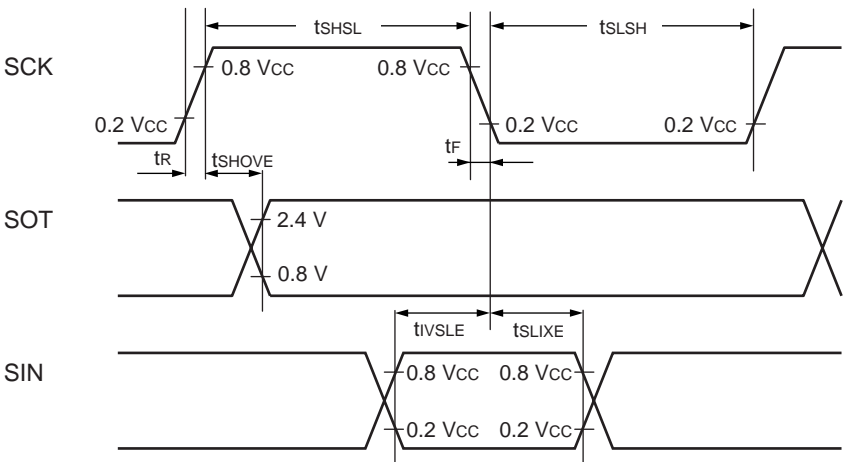 tSHSL tSLSH
SCK 0.8 VCC 0.8 VCC
0.2 VCC 0.2 VCC 0.2 VCC
tR tSHOVE tF
SOT 2.4 V
0.8 V
tIVSLE tSLIXE
SIN 0.8 VCC 0.8 VCC
0.2 VCC 0.2 VCC